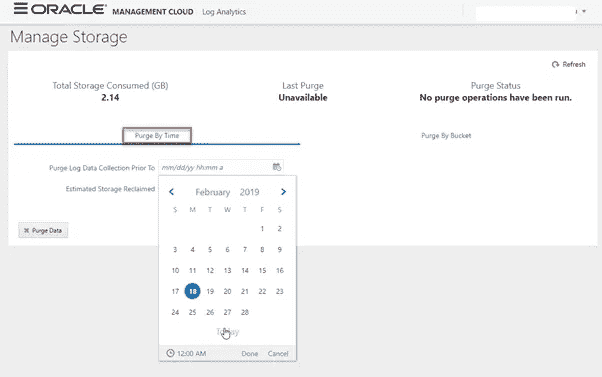 ORACLE MANAGEMENT CLOUD Log Analytics
Manage Storage
Refresh
Total Storage Consumed (GB) Last Purge Purge Status
2.14 Unavailable No purge operations have been run.
Purge By Time Purge By Bucket
Purge Log Data Collection Prior To mm/dd/yy hh:mm a
Estimated Storage Reclaimed February 2019
S M T W T F S
1 2
3 4 5 6 7 8 9
10 11 12 13 14 15 16
Purge Data 17 18 19 20 21 22 23
24 25 26 27 28
Today
12:00 AM Done Cancel